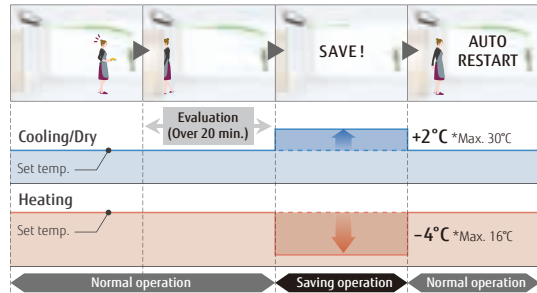 SAVE!
AUTO
RESTART
Evaluation
(Over 20 min.)
Cooling/Dry
+2°C *Max. 30°C
Set temp.
Heating
Set temp.
−4°C *Max. 16°C
Normal operation
Saving operation
Normal operation